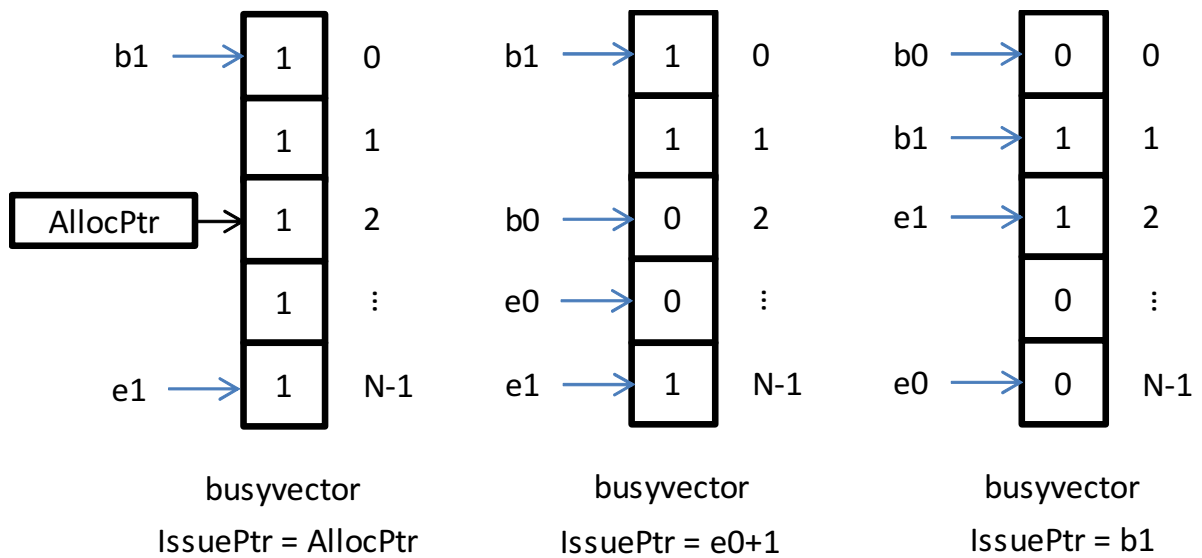 b1 1 0 b1 1 0 b0 0 0
1 1 1 1 b1 1 1
AllocPtr 1 2 b0 0 2 e1 1 2
1 ⋮ e0 0 ⋮ 0 ⋮
e1 1 N-1 e1 1 N-1 e0 0 N-1
busyvector busyvector busyvector
IssuePtr = AllocPtr IssuePtr = e0+1 IssuePtr = b1